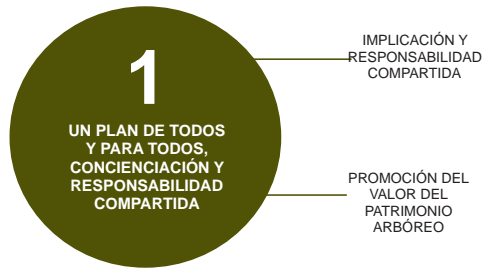 1
UN PLAN DE TODOS
Y PARA TODOS,
CONCIENCIACIÓN Y
RESPONSABILIDAD
COMPARTIDA
IMPLICACIÓN Y
RESPONSABILIDAD
COMPARTIDA
PROMOCIÓN DEL
VALOR DEL
PATRIMONIO
ARBÓREO